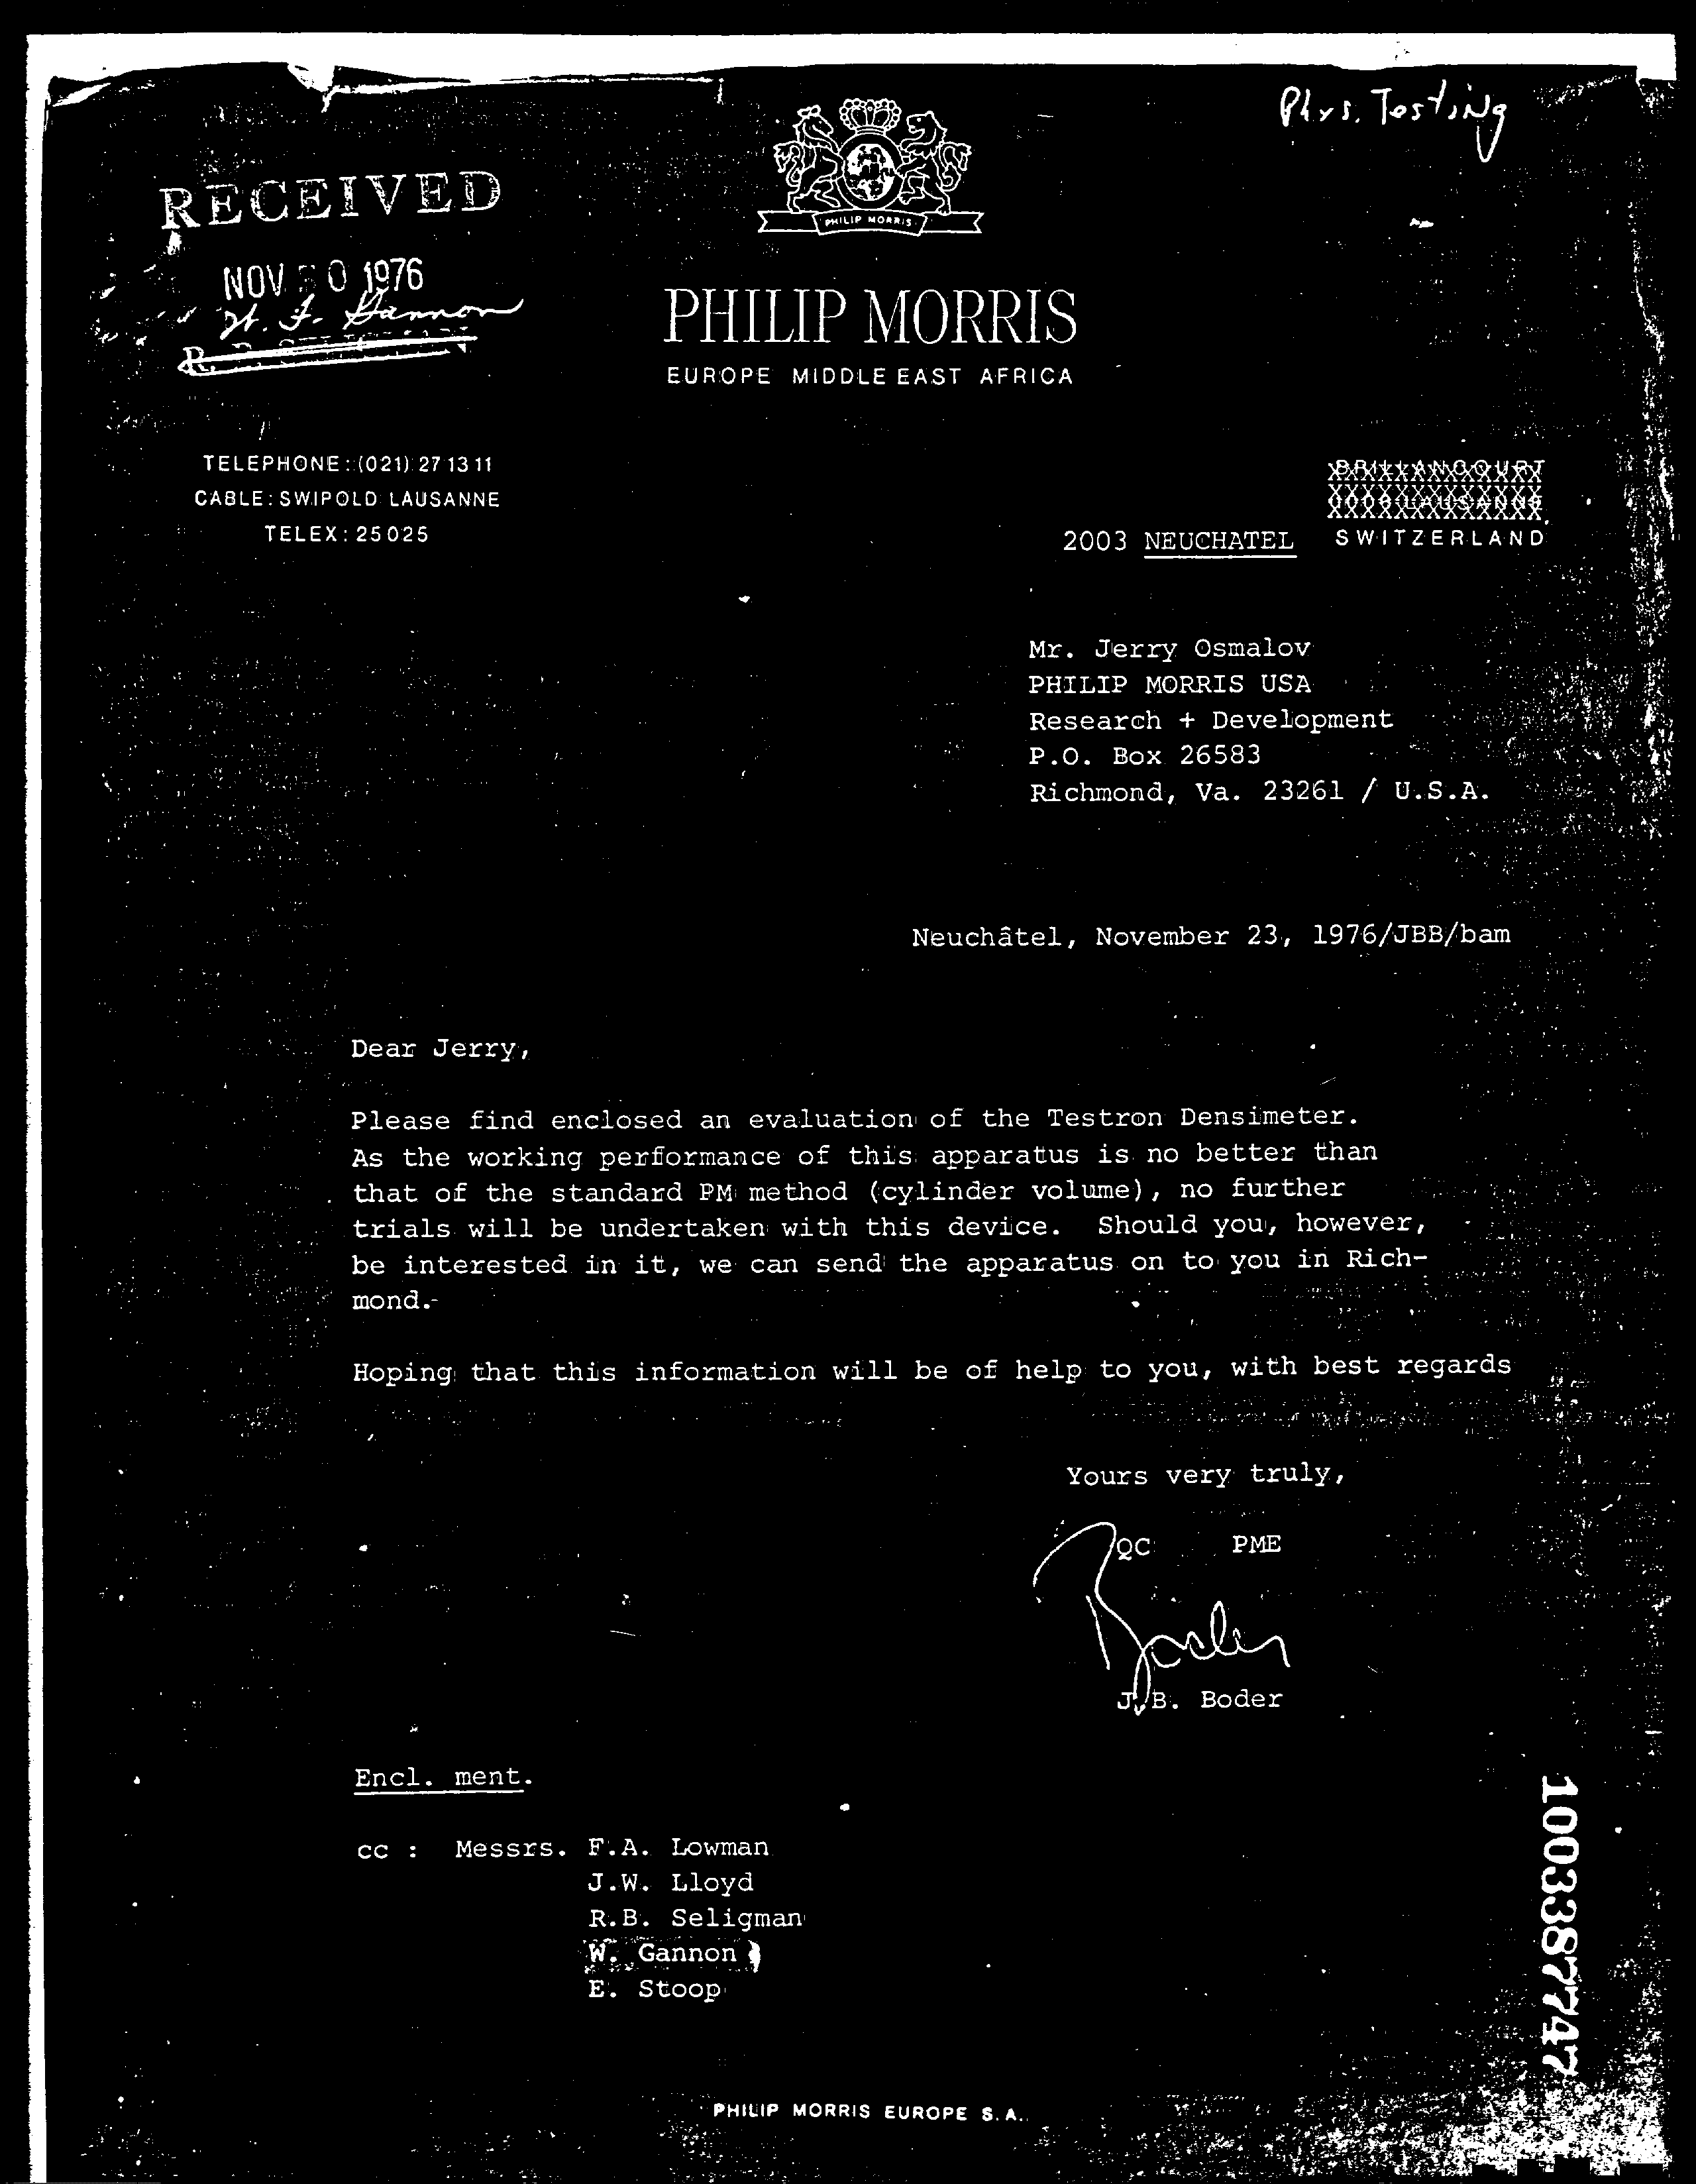 Phys. Testing
RECEIVED
NOV 0 1976
W. F. Gannon
PHILIP MORRIS
PHILIP MORRIS
EUROPE MIDDLE EAST AFRICA
TELEPHONE: (021) 27 13 11
CABLE: SWIPOLD LAUSANNE
TELEX: 25025
BRILLANCOURT
1006 LAUSANNE
2003 NEUCHATEL SWITZERLAND
Mr. Jerry Osmalov
PHILIP MORRIS USA
Research + Development
P.O. Box 26583
Richmond, Va. 23261 / U.S.A.
Neuchâtel, November 23, 1976/JBB/bam
Dear Jerry,
Please find enclosed an evaluation of the Testron Densimeter.
As the working performance of this apparatus is no better than
that of the standard PM method (cylinder volume), no further
trials will be undertaken with this device. Should you, however,
be interested in it, we can send the apparatus on to you in Rich-
mond.-
Hoping that this information will be of help to you, with best regards
Yours very truly,
QC PME
Boder
J.B. Boder
Encl. ment.
cc : Messrs. F.A. Lowman
J.W. Lloyd
R.B. Seligman
W. Gannon
E. Stoop
1003387747
PHILIP MORRIS EUROPE S.A.